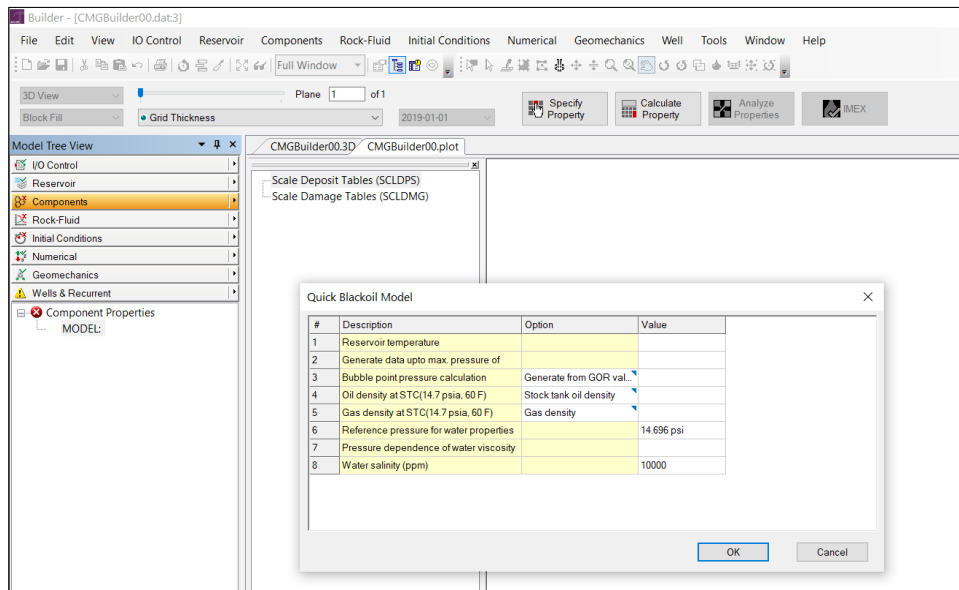 Builder - [CMGBuilder00.dat:3]
File Edit View IO Control Reservoir Components Rock-Fluid Initial Conditions Numerical Geomechanics Well Tools Window Help
Full Window
3D View Plane 1 of1
Block Fill Grid Thickness 2019-01-01
Specify Property
Calculate Property
Analyze Properties
IMEX
Model Tree View
CMGBuilder00.3D CMGBuilder00.plot
I/O Control
Reservoir
Components
Rock-Fluid
Initial Conditions
Numerical
Geomechanics
Wells & Recurrent
Component Properties
MODEL:
Scale Deposit Tables (SCLDPS)
Scale Damage Tables (SCLDMG)
Quick Blackoil Model
# Description Option Value
1 Reservoir temperature
2 Generate data upto max. pressure of
3 Bubble point pressure calculation Generate from GOR val...
4 Oil density at STC(14.7 psia, 60 F) Stock tank oil density
5 Gas density at STC(14.7 psia, 60 F) Gas density
6 Reference pressure for water properties 14.696 psi
7 Pressure dependence of water viscosity
8 Water salinity (ppm) 10000
OK Cancel